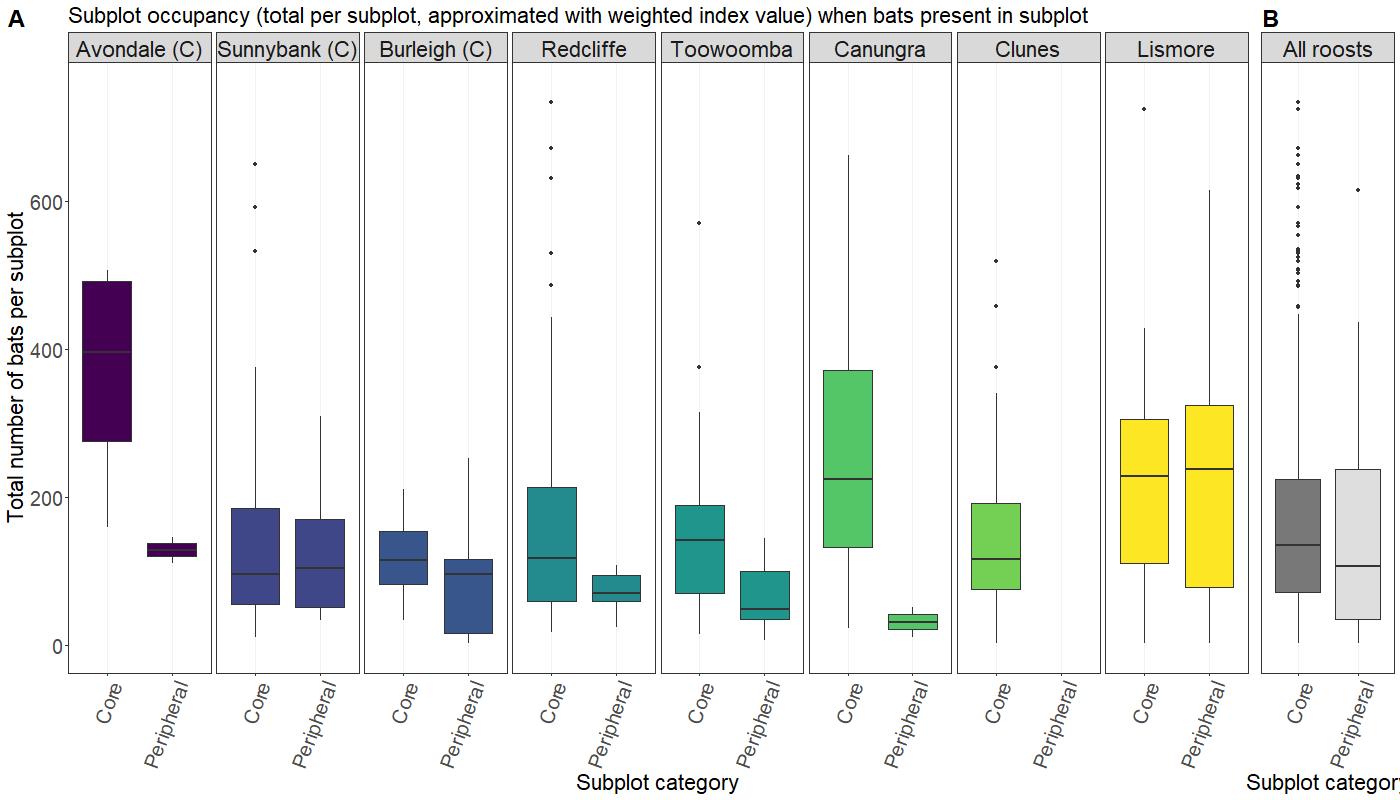 A Subplot occupancy (total per subplot, approximated with weighted index value) when bats present in subplot B
Avondale (C) Sunnybank (C) Burleigh (C) Redcliffe Toowoomba Canungra Clunes Lismore All roosts
Total number of bats per subplot
600
400
200
0
Core Peripheral Core Peripheral Core Peripheral Core Peripheral Core Peripheral Core Peripheral Core Peripheral Core Peripheral Core Peripheral
Subplot category Subplot categor